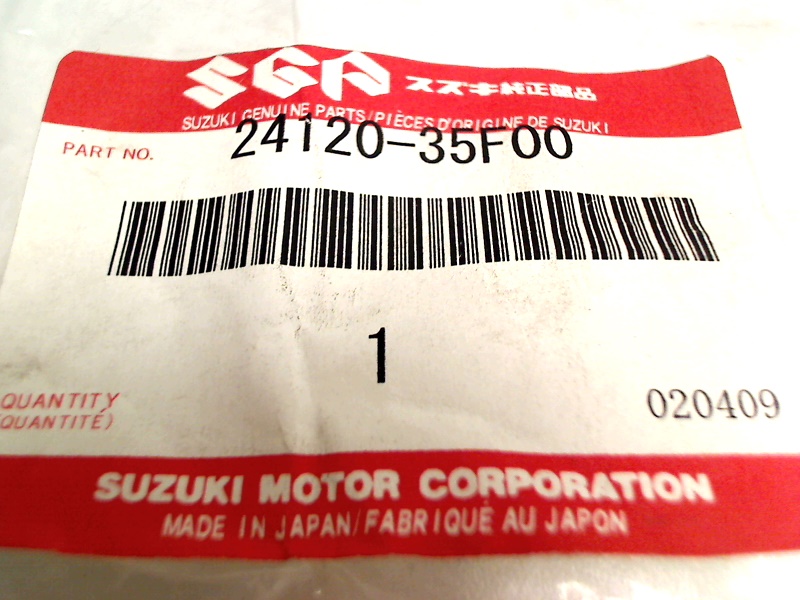 SGP スズキ純正部品
SUZUKI GENUINE PARTS/PIÈCES D'ORIGINE DE SUZUKI
PART NO. 24120-35F00
1
QUANTITY
(QUANTITÉ)
020409
SUZUKI MOTOR CORPORATION
MADE IN JAPAN/FABRIQUÉ AU JAPON